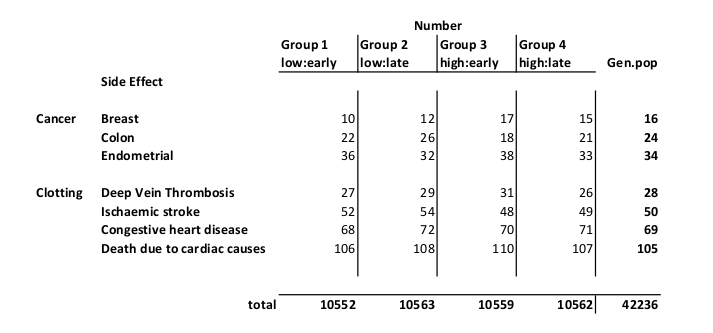 Number
Group 1 Group 2 Group 3 Group 4
low:early low:late high:early high:late Gen.pop
Side Effect
Cancer Breast 10 12 17 15 16
Colon 22 26 18 21 24
Endometrial 36 32 38 33 34
Clotting Deep Vein Thrombosis 27 29 31 26 28
Ischaemic stroke 52 54 48 49 50
Congestive heart disease 68 72 70 71 69
Death due to cardiac causes 106 108 110 107 105
total 10552 10563 10559 10562 42236